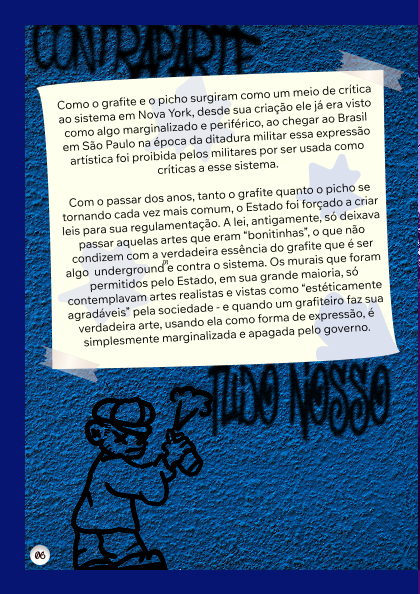 CONTRAPARTE
Como o grafite e o picho surgiram como um meio de crítica
ao sistema em Nova York, desde sua criação ele já era visto
como algo marginalizado e periférico, ao chegar ao Brasil
em São Paulo na época da ditadura militar essa expressão
artística foi proibida pelos militares por ser usada como
críticas a esse sistema.
Com o passar dos anos, tanto o grafite quanto o picho se
tornando cada vez mais comum, o Estado foi forçado a criar
leis para sua regulamentação. A lei, antigamente, só deixava
passar aquelas artes que eram "bonitinhas", o que não
condizem com a verdadeira essência do grafite que é ser
algo underground e contra o sistema. Os murais que foram
permitidos pelo Estado, em sua grande maioria, só
contemplavam artes realistas e vistas como "estéticamente
agradáveis" pela sociedade - e quando um grafiteiro faz sua
verdadeira arte, usando ela como forma de expressão, é
simplesmente marginalizada e apagada pelo governo.
TUDO NOSSO
06